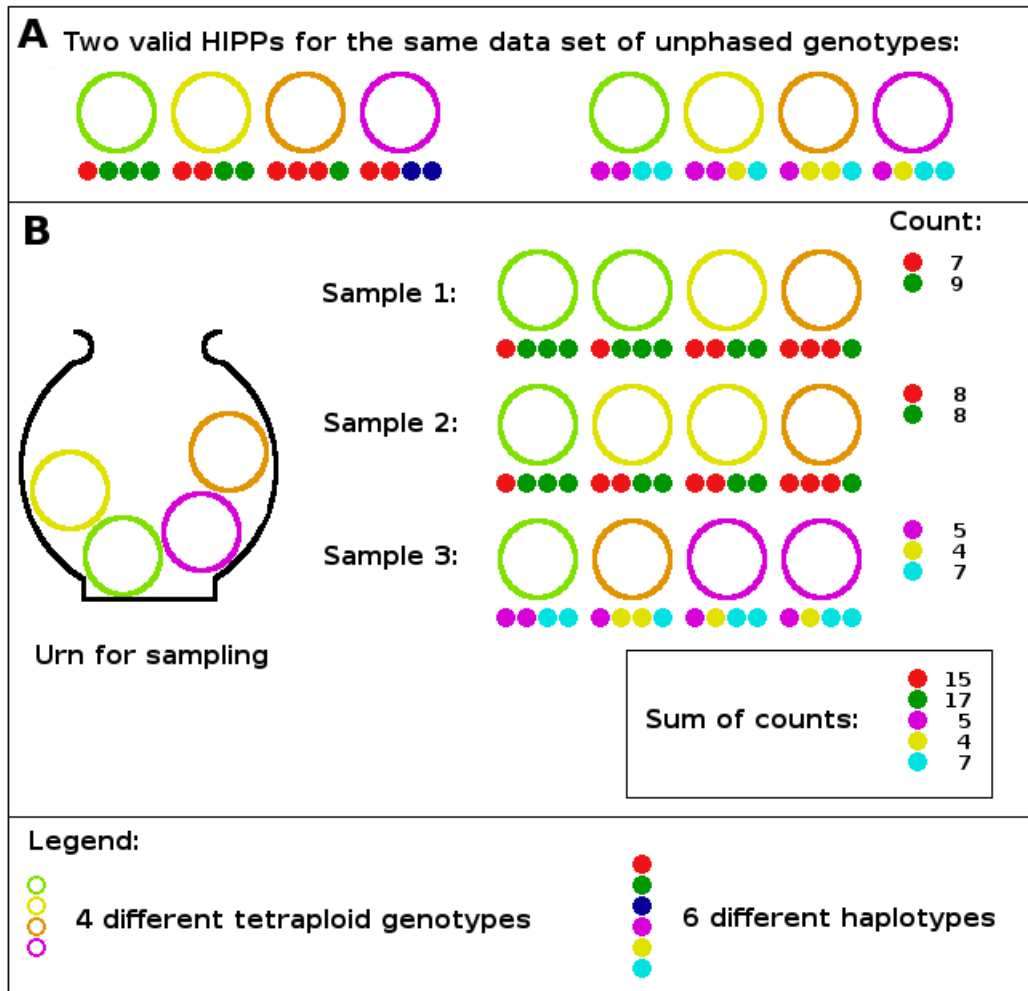 A Two valid HIPPs for the same data set of unphased genotypes:
B
Count:
Sample 1:
7
9
Sample 2:
8
8
Sample 3:
5
4
7
Urn for sampling
Sum of counts:
15
17
5
4
7
Legend:
4 different tetraploid genotypes
6 different haplotypes